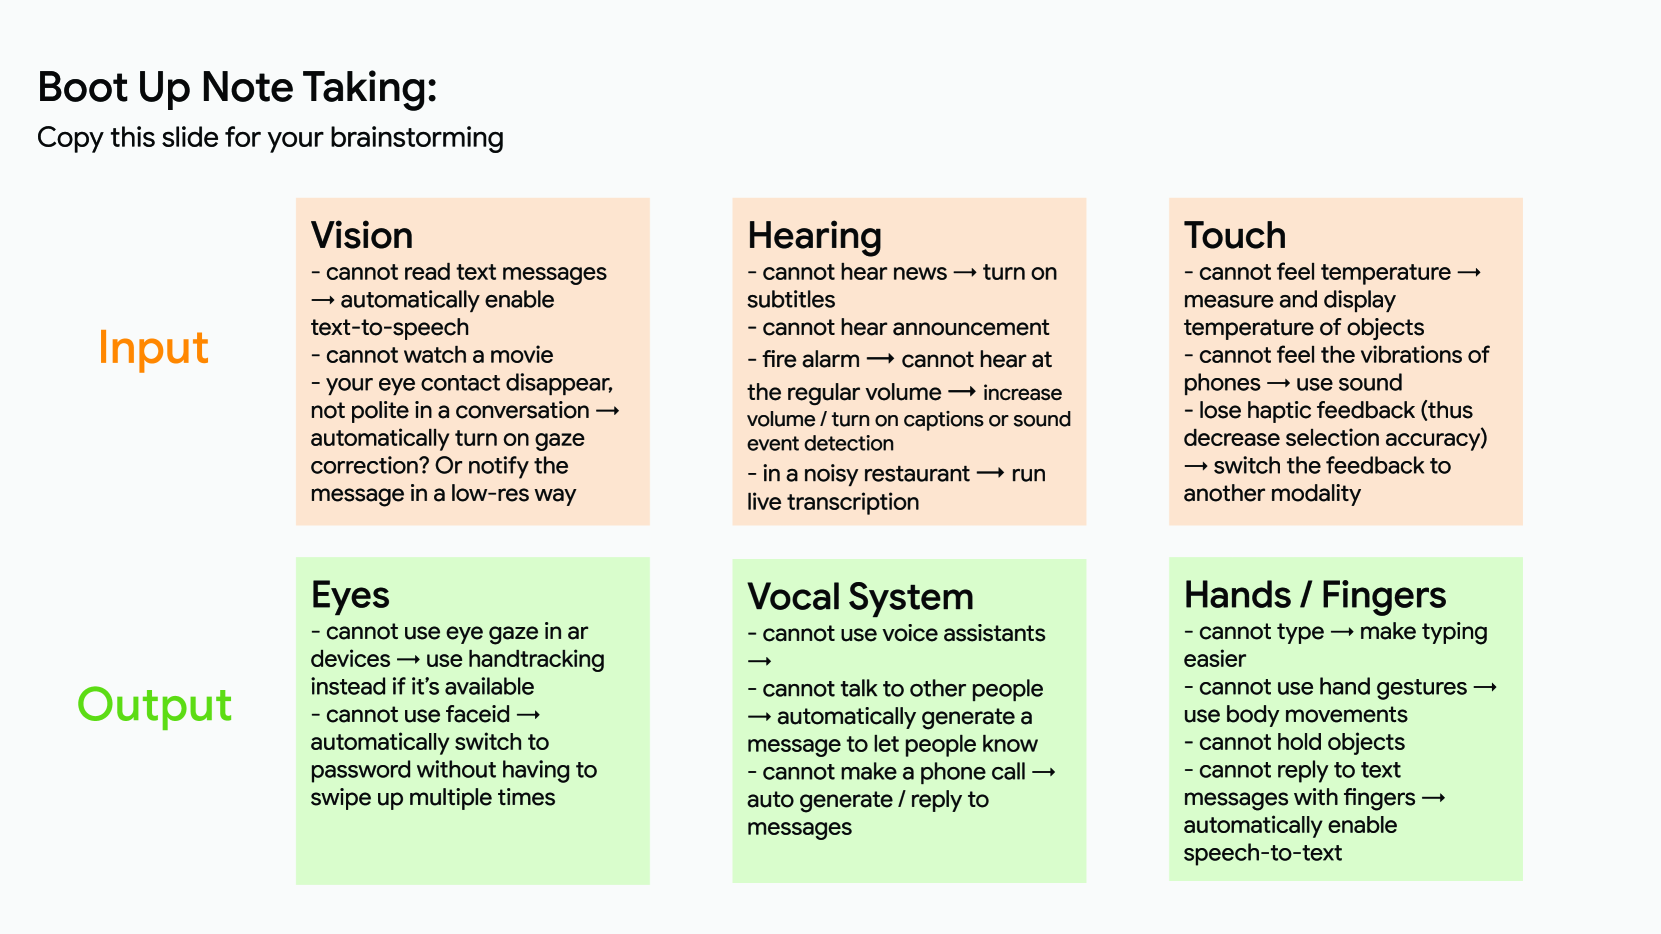 Boot Up Note Taking:
Copy this slide for your brainstorming
Input
Vision
- cannot read text messages
→ automatically enable
text-to-speech
- cannot watch a movie
- your eye contact disappear,
not polite in a conversation →
automatically turn on gaze
correction? Or notify the
message in a low-res way
Hearing
- cannot hear news → turn on
subtitles
- cannot hear announcement
- fire alarm → cannot hear at
the regular volume → increase
volume / turn on captions or sound
event detection
- in a noisy restaurant → run
live transcription
Touch
- cannot feel temperature →
measure and display
temperature of objects
- cannot feel the vibrations of
phones → use sound
- lose haptic feedback (thus
decrease selection accuracy)
→ switch the feedback to
another modality
Output
Eyes
- cannot use eye gaze in ar
devices → use handtracking
instead if it’s available
- cannot use faceid →
automatically switch to
password without having to
swipe up multiple times
Vocal System
- cannot use voice assistants
→
- cannot talk to other people
→ automatically generate a
message to let people know
- cannot make a phone call →
auto generate / reply to
messages
Hands / Fingers
- cannot type → make typing
easier
- cannot use hand gestures →
use body movements
- cannot hold objects
- cannot reply to text
messages with fingers →
automatically enable
speech-to-text